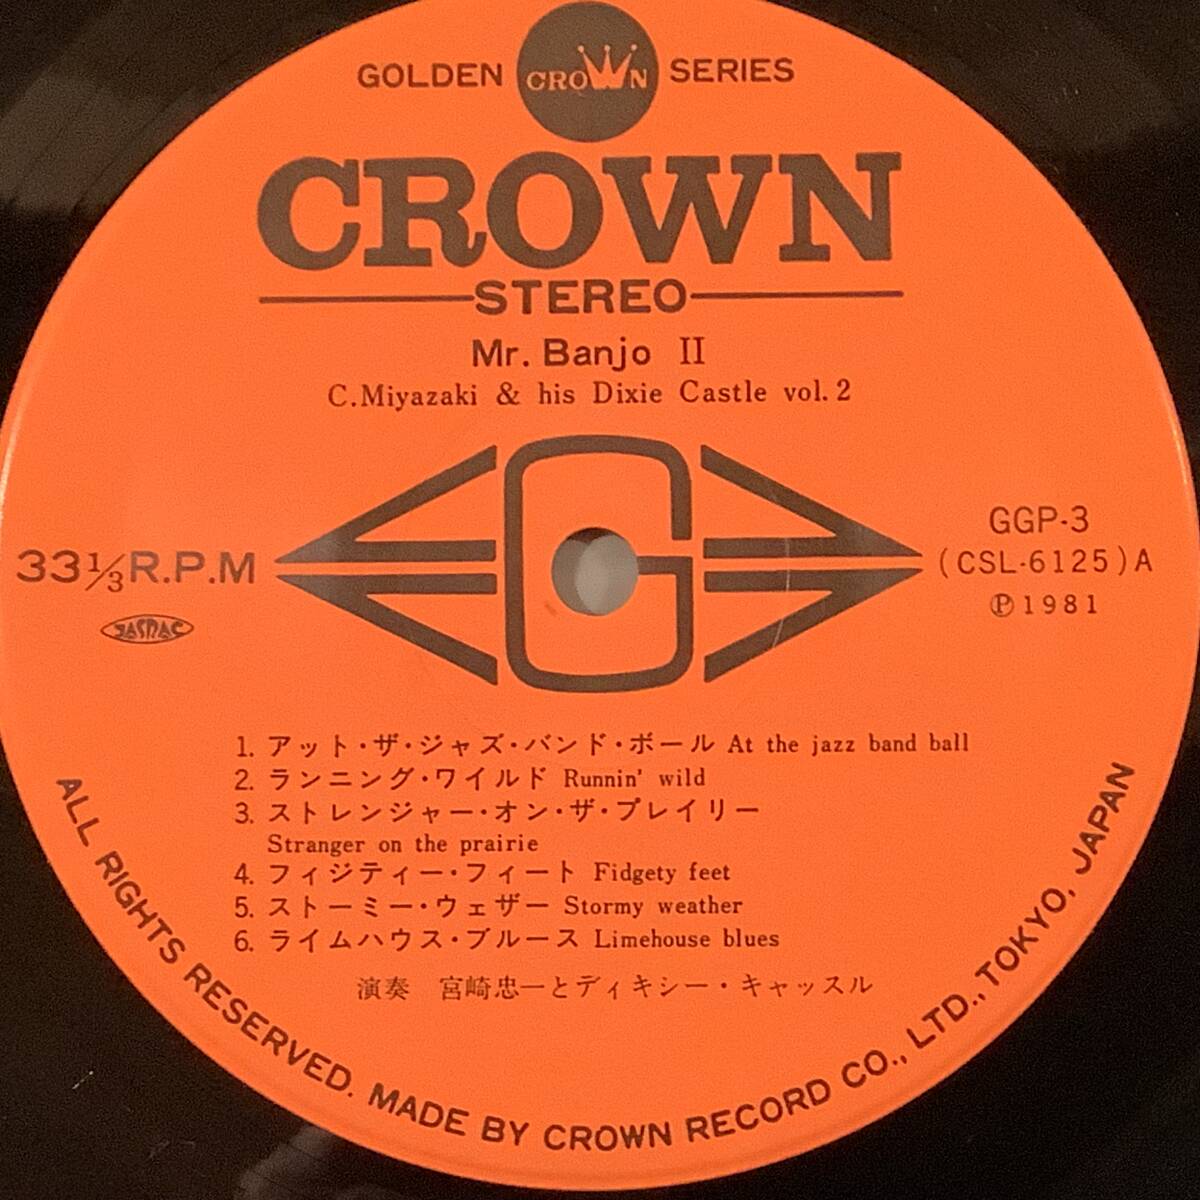 GOLDEN CROWN SERIES
CROWN
STEREO
Mr. Banjo II
C.Miyazaki & his Dixie Castle vol. 2
G
33 1/3 R.P.M
JASRAC
GGP-3
(CSL-6125) A
Ⓟ1981
1. アット・ザ・ジャズ・バンド・ボール At the jazz band ball
2. ランニング・ワイルド Runnin' wild
3. ストレンジャー・オン・ザ・プレイリー
Stranger on the prairie
4. フィジティー・フィート Fidgety feet
5. ストーミー・ウェザー Stormy weather
6. ライムハウス・ブルース Limehouse blues
演奏 宮崎忠一とディキシー・キャッスル
ALL RIGHTS RESERVED. MADE BY CROWN RECORD CO., LTD., TOKYO, JAPAN